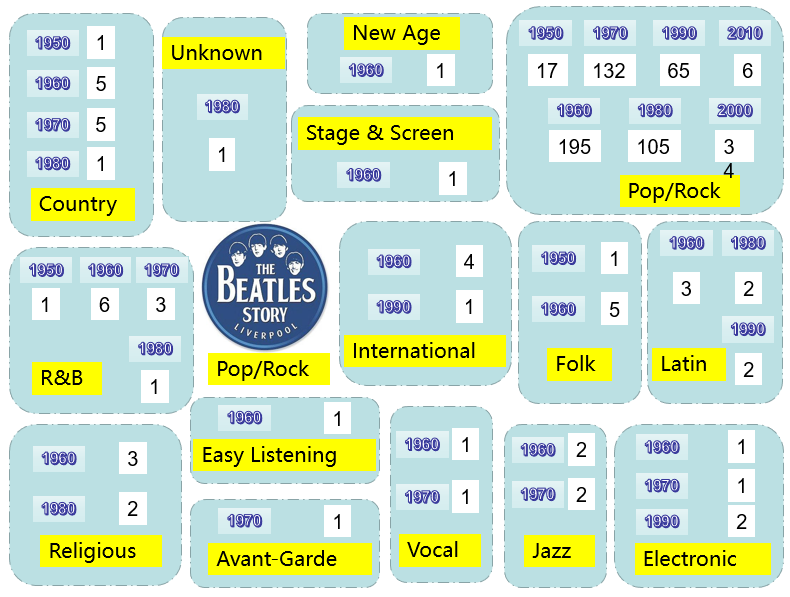 1950 1
1960 5
1970 5
1980 1
Country
Unknown
1980
1
New Age
1960 1
Stage & Screen
1960 1
1950 1970 1990 2010
17 132 65 6
1960 1980 2000
195 105 3
4
Pop/Rock
1950 1960 1970
1 6 3
1980
1
R&B
THE
BEATLES
STORY
LIVERPOOL
Pop/Rock
1960 4
1990 1
International
1950 1
1960 5
Folk
1960 1980
3 2
1990
2
Latin
1960 3
1980 2
Religious
1960 1
Easy Listening
1970 1
Avant-Garde
1960 1
1970 1
Vocal
1960 2
1970 2
Jazz
1960 1
1970 1
1990 2
Electronic